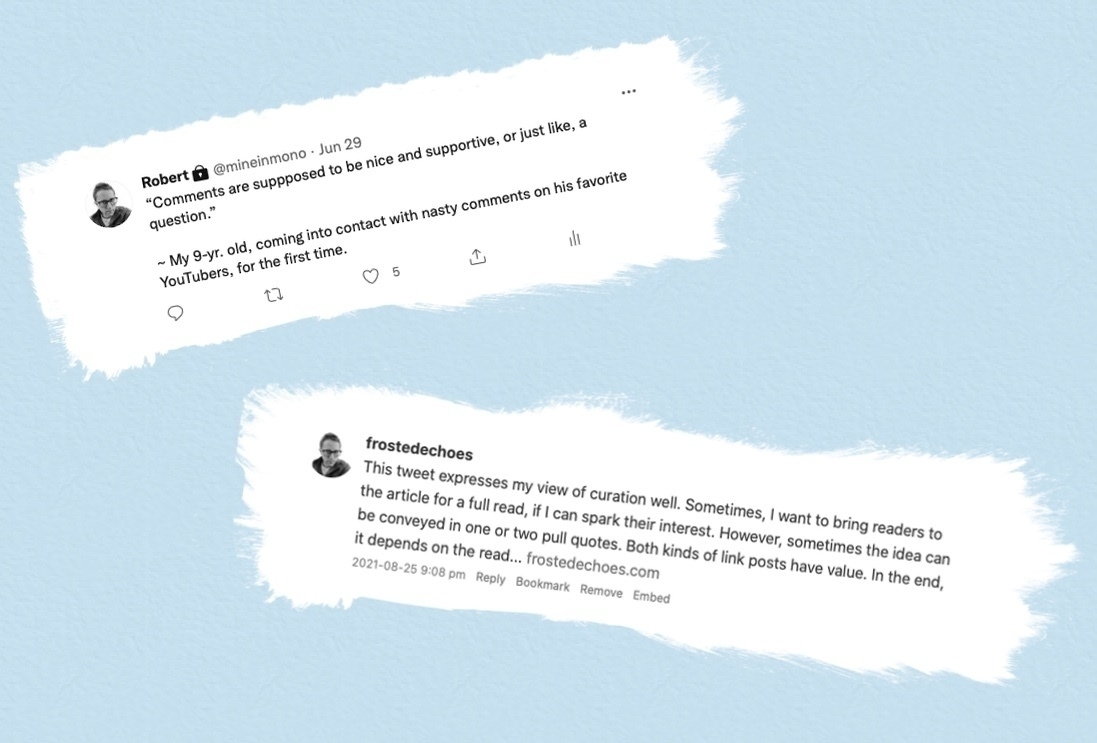 Robert @mineinmono · Jun 29
“Comments are suppposed to be nice and supportive, or just like, a
question.”
~ My 9-yr. old, coming into contact with nasty comments on his favorite
YouTubers, for the first time.
5
frostedechoes
This tweet expresses my view of curation well. Sometimes, I want to bring readers to
the article for a full read, if I can spark their interest. However, sometimes the idea can
be conveyed in one or two pull quotes. Both kinds of link posts have value. In the end,
it depends on the read... frostedechoes.com
2021-08-25 9:08 pm Reply Bookmark Remove Embed